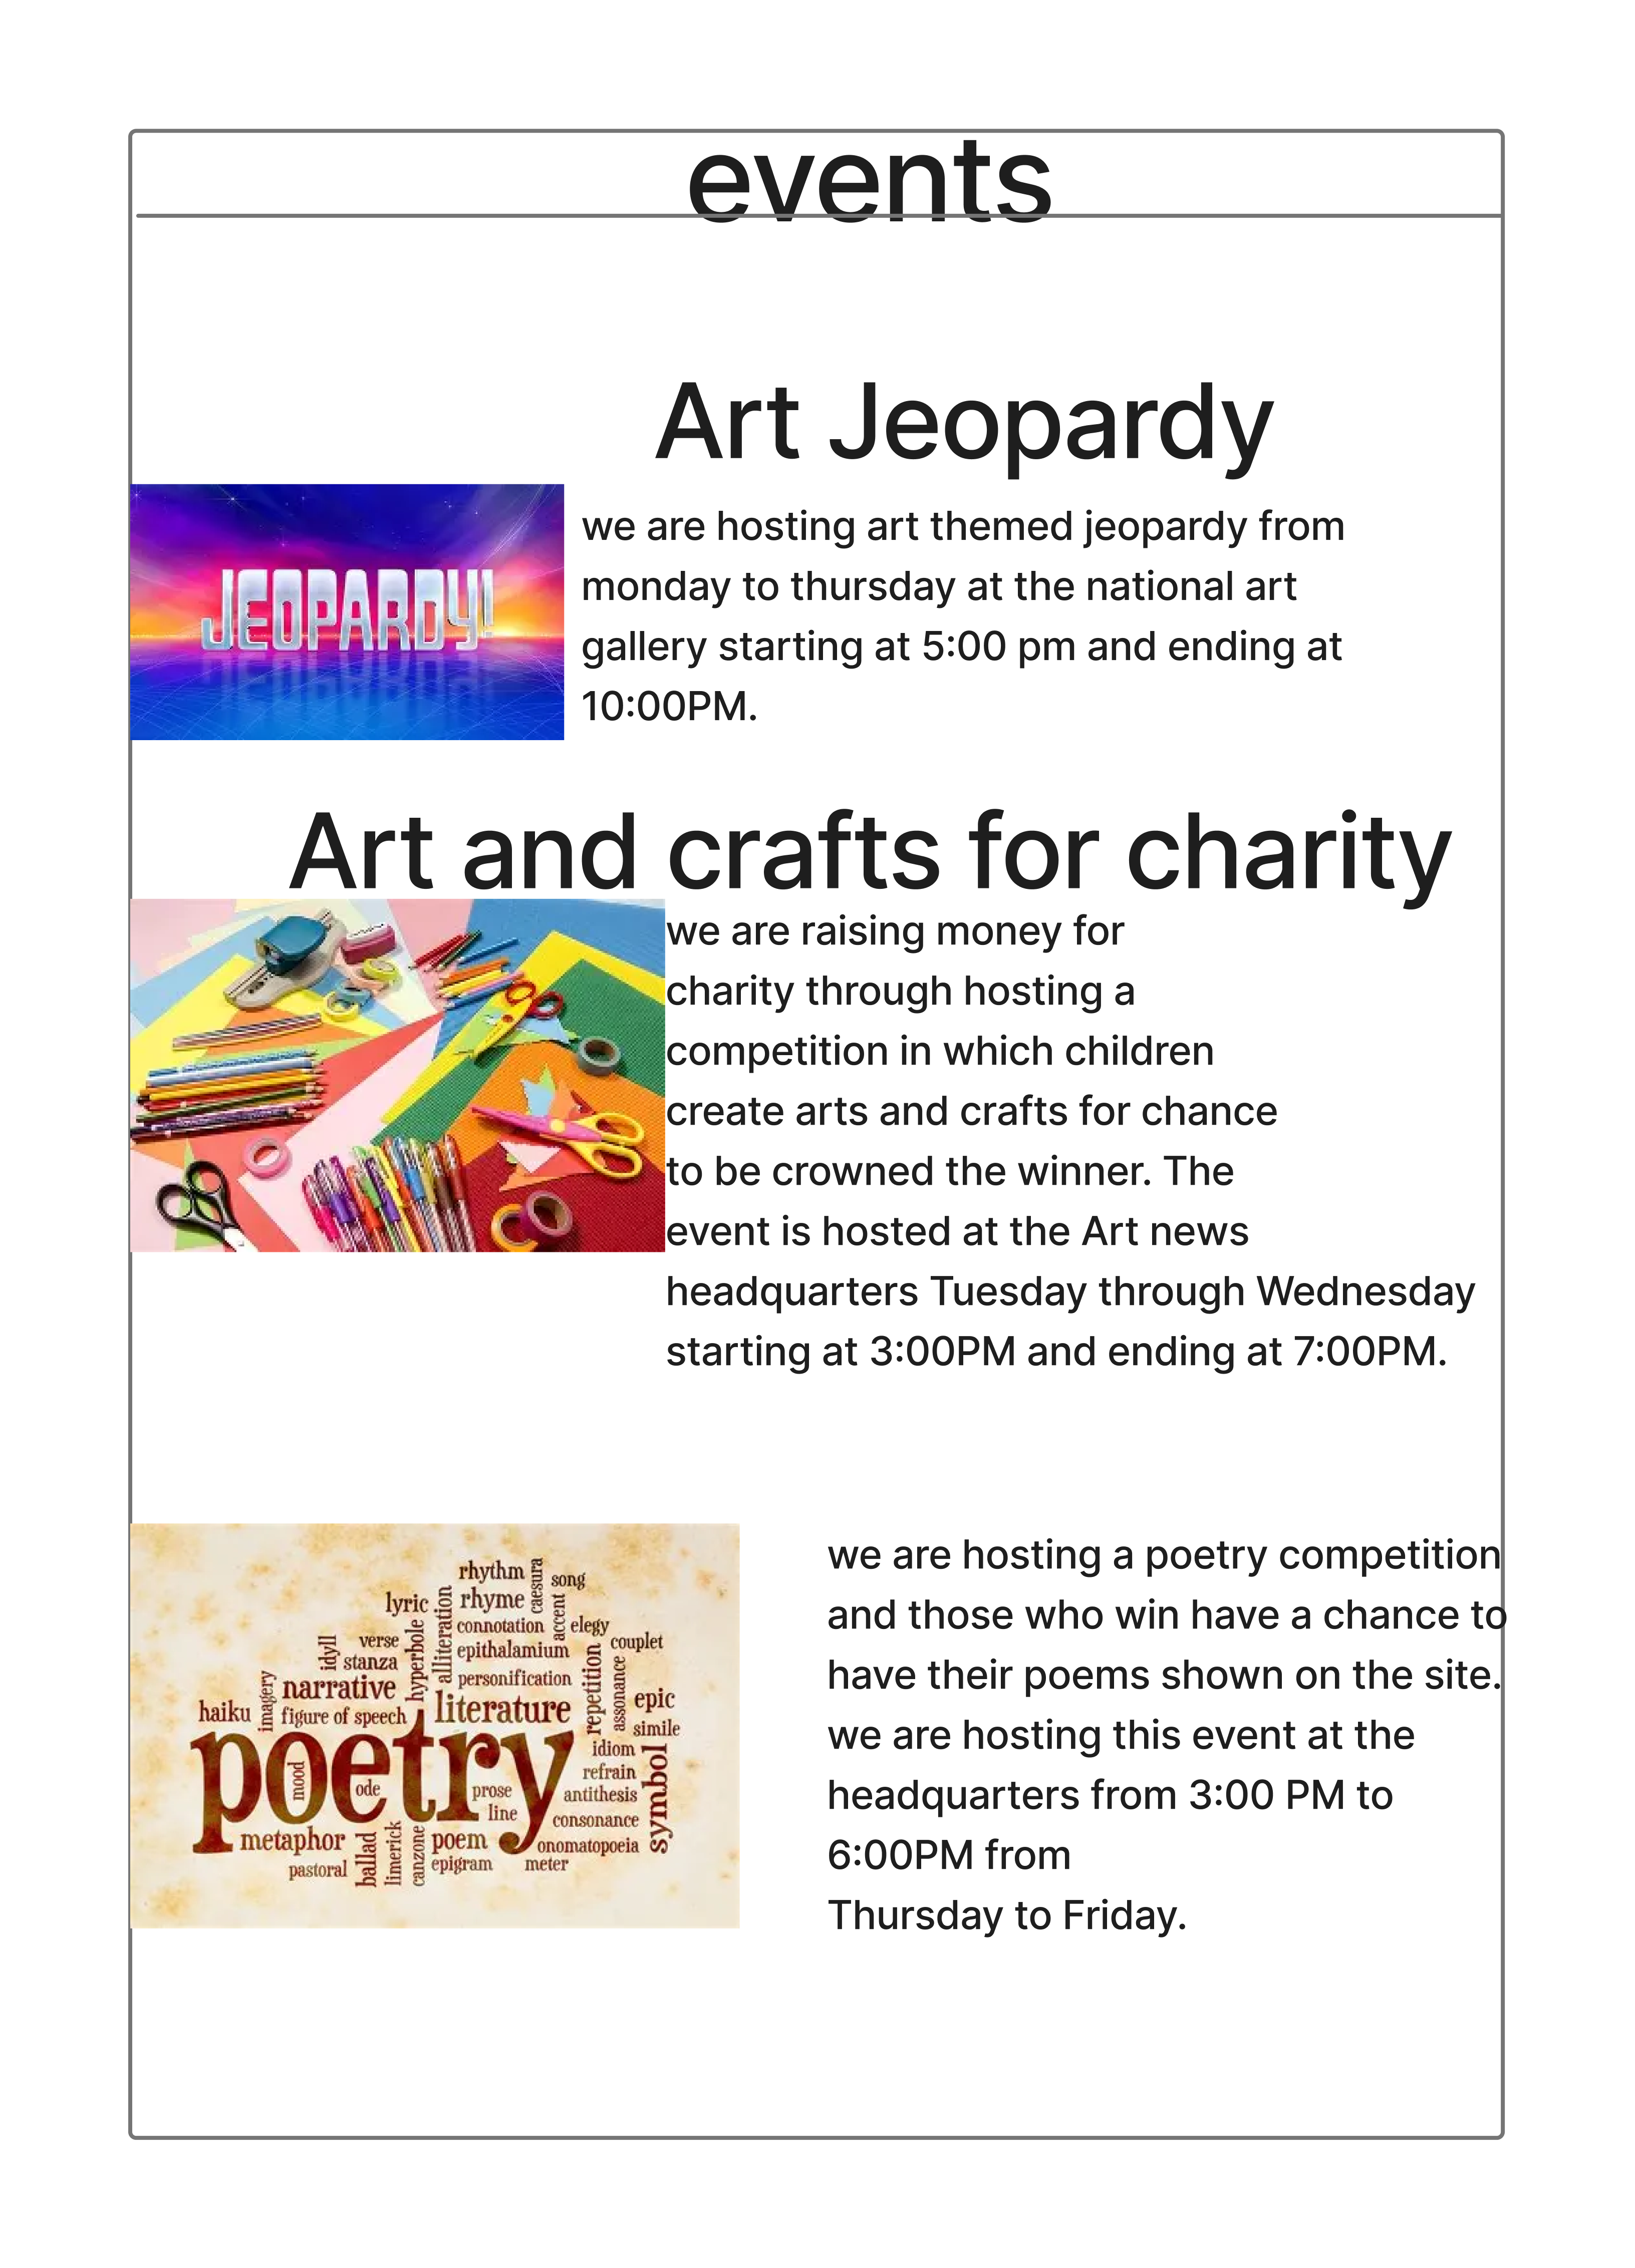 events
Art Jeopardy
JEOPARDY!
we are hosting art themed jeopardy from
monday to thursday at the national art
gallery starting at 5:00 pm and ending at
10:00PM.
Art and crafts for charity
we are raising money for
charity through hosting a
competition in which children
create arts and crafts for chance
to be crowned the winner. The
event is hosted at the Art news
headquarters Tuesday through Wednesday
starting at 3:00PM and ending at 7:00PM.
rhythm
caesura
song
lyric
alliteration
rhyme
accent
connotation
elegy
idyll
verse
hyperbole
epithalamium
couplet
stanza
repetition
assonance
imagery
narrative
personification
haiku
figure of speech
literature
epic
simile
poetry
mood
ode
prose
line
idiom
refrain
antithesis
symbol
consonance
metaphor
ballad
limerick
canzone
poem
onomatopoeia
pastoral
epigram
meter
we are hosting a poetry competition
and those who win have a chance to
have their poems shown on the site.
we are hosting this event at the
headquarters from 3:00 PM to
6:00PM from
Thursday to Friday.